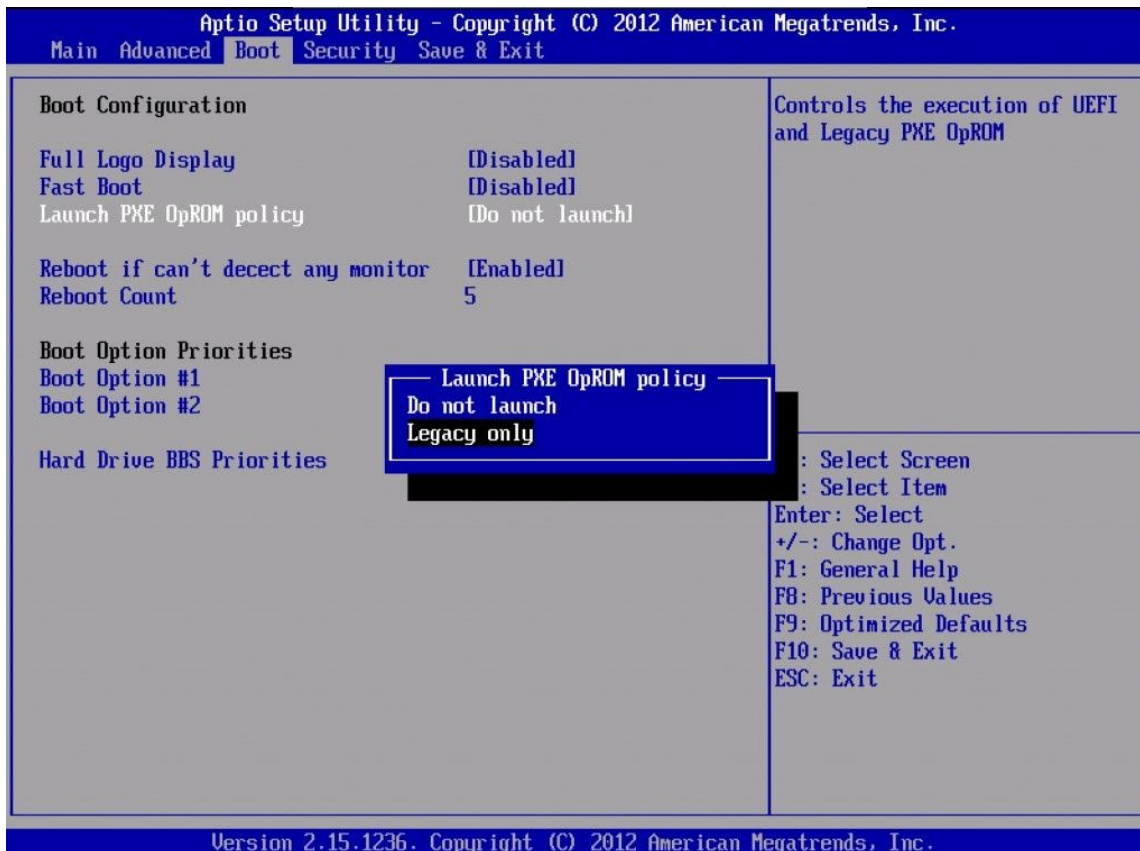 Aptio Setup Utility - Copyright (C) 2012 American Megatrends, Inc.
Main Advanced Boot Security Save & Exit
Boot Configuration
Full Logo Display [Disabled]
Fast Boot [Disabled]
Launch PXE OpROM policy [Do not launch]
Reboot if can't decect any monitor [Enabled]
Reboot Count 5
Boot Option Priorities
Boot Option #1
Boot Option #2
Hard Drive BBS Priorities
Launch PXE OpROM policy
Do not launch
Legacy only
Controls the execution of UEFI
and Legacy PXE OpROM
: Select Screen
: Select Item
Enter: Select
+/-: Change Opt.
F1: General Help
F8: Previous Values
F9: Optimized Defaults
F10: Save & Exit
ESC: Exit
Version 2.15.1236. Copyright (C) 2012 American Megatrends, Inc.